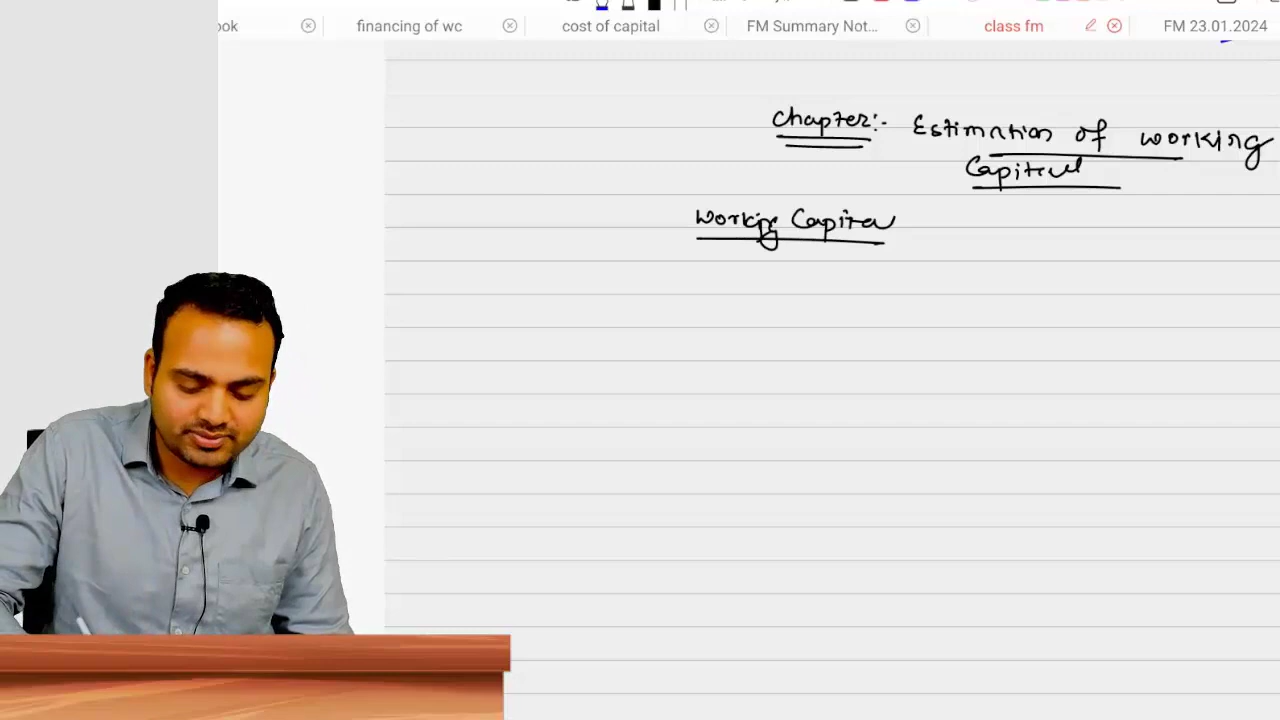 ook financing of wc cost of capital FM Summary Not... class fm FM 23.01.2024
Chapter:- Estimation of working
Capital
Working Capital